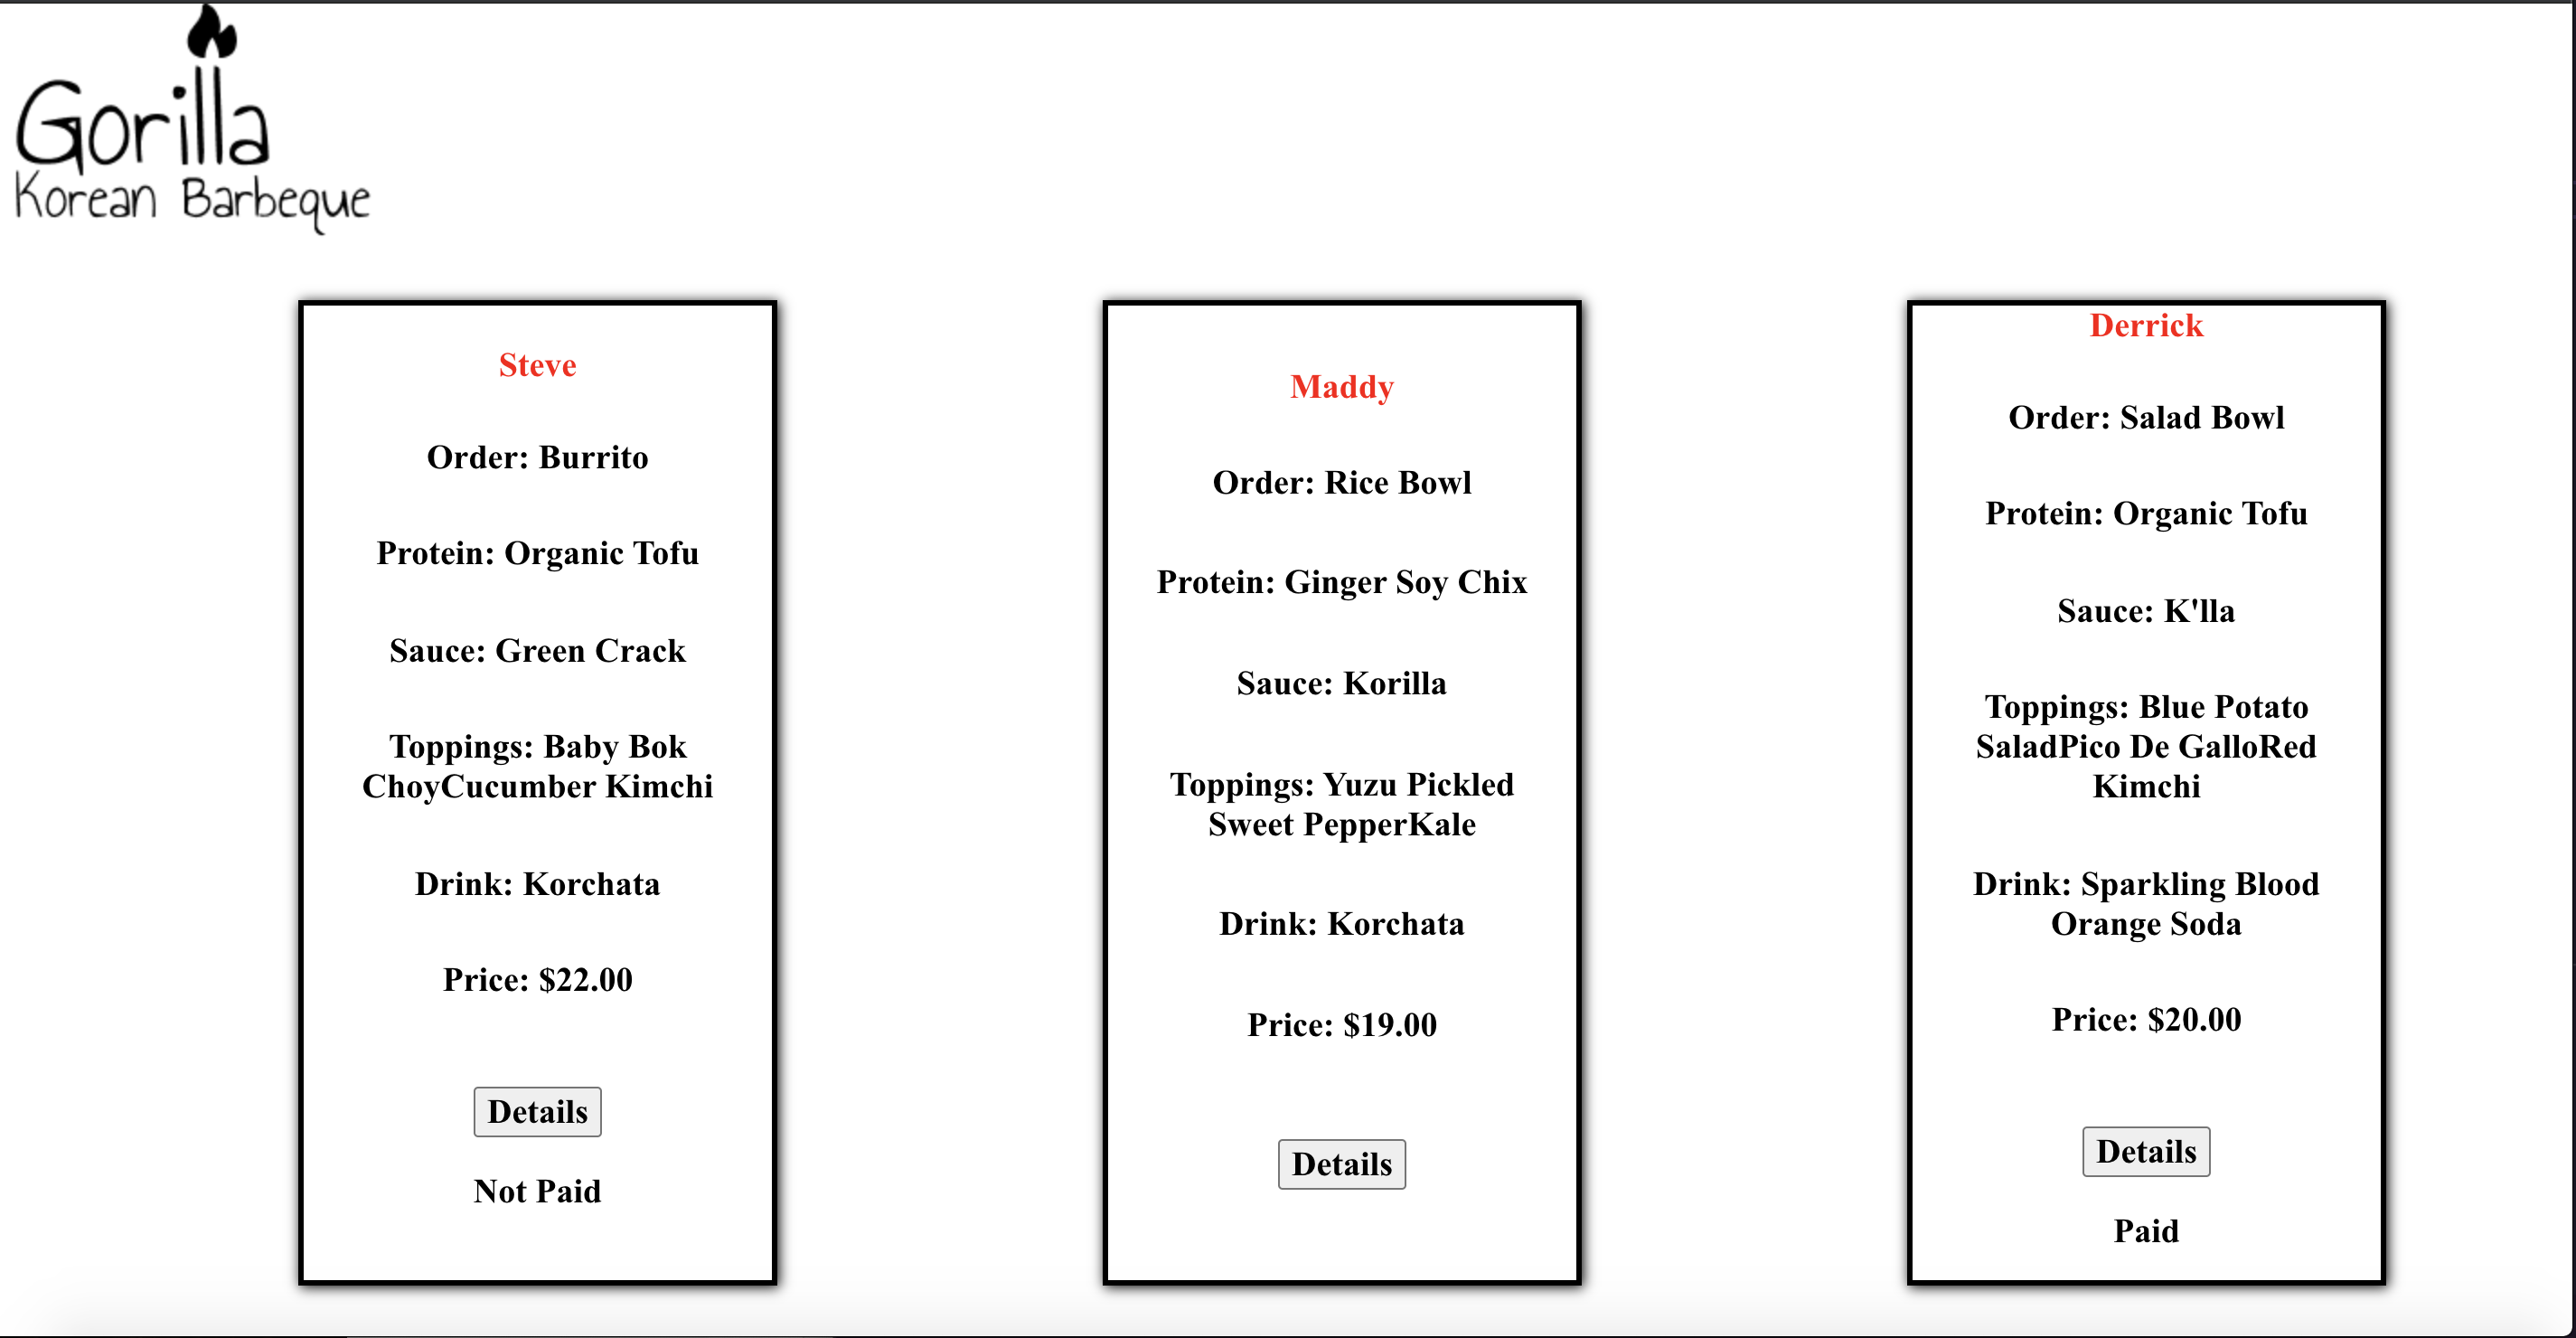 Gorilla
Korean Barbeque
Steve
Order: Burrito
Protein: Organic Tofu
Sauce: Green Crack
Toppings: Baby Bok
ChoyCucumber Kimchi
Drink: Korchata
Price: $22.00
Details
Not Paid
Maddy
Order: Rice Bowl
Protein: Ginger Soy Chix
Sauce: Korilla
Toppings: Yuzu Pickled
Sweet PepperKale
Drink: Korchata
Price: $19.00
Details
Derrick
Order: Salad Bowl
Protein: Organic Tofu
Sauce: K'lla
Toppings: Blue Potato
SaladPico De GalloRed
Kimchi
Drink: Sparkling Blood
Orange Soda
Price: $20.00
Details
Paid